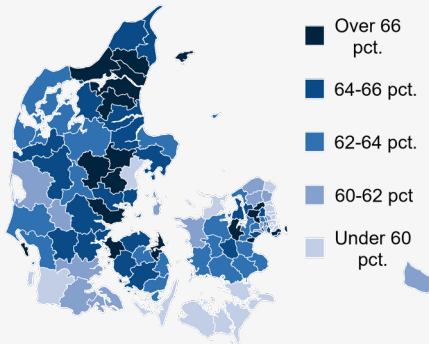 Over 66
pct.
64-66 pct.
62-64 pct.
60-62 pct
Under 60
pct.